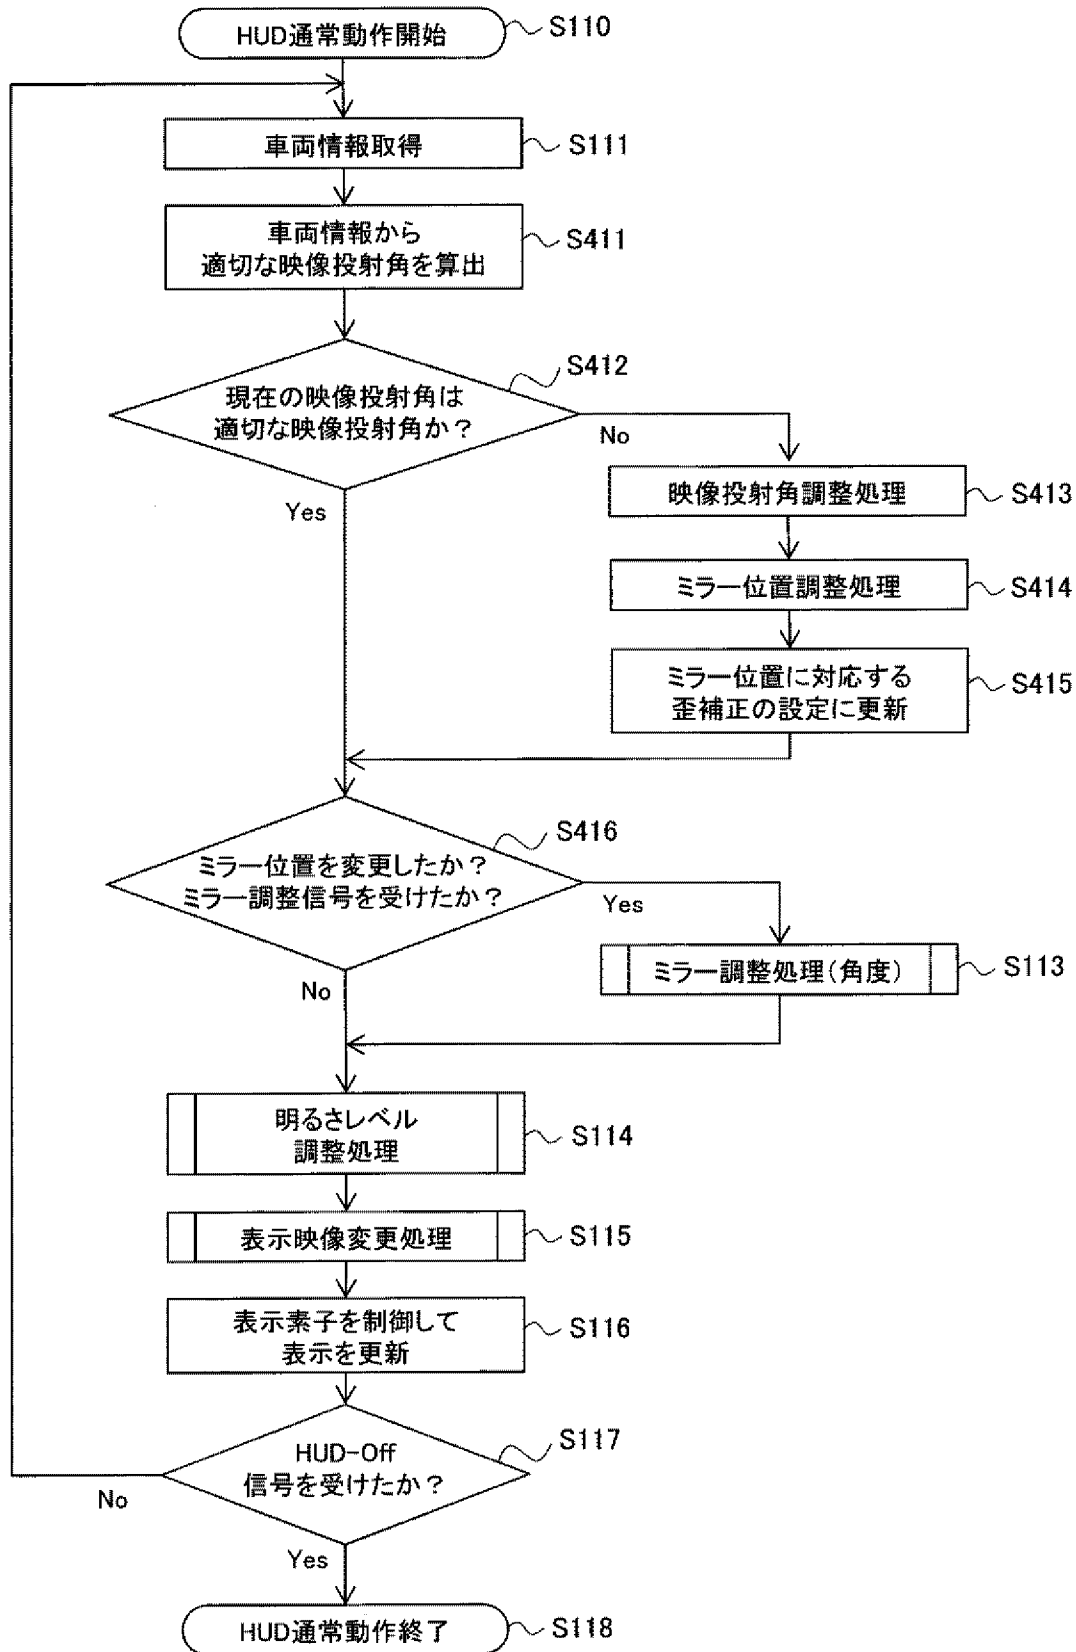 HUD通常動作開始
S110
車両情報取得
S111
車両情報から
適切な映像投射角を算出
S411
現在の映像投射角は
適切な映像投射角か？
S412
No
Yes
映像投射角調整処理
S413
ミラー位置調整処理
S414
ミラー位置に対応する
歪補正の設定に更新
S415
ミラー位置を変更したか？
ミラー調整信号を受けたか？
S416
Yes
No
ミラー調整処理（角度）
S113
明るさレベル
調整処理
S114
表示映像変更処理
S115
表示素子を制御して
表示を更新
S116
HUD-Off
信号を受けたか？
S117
No
Yes
HUD通常動作終了
S118